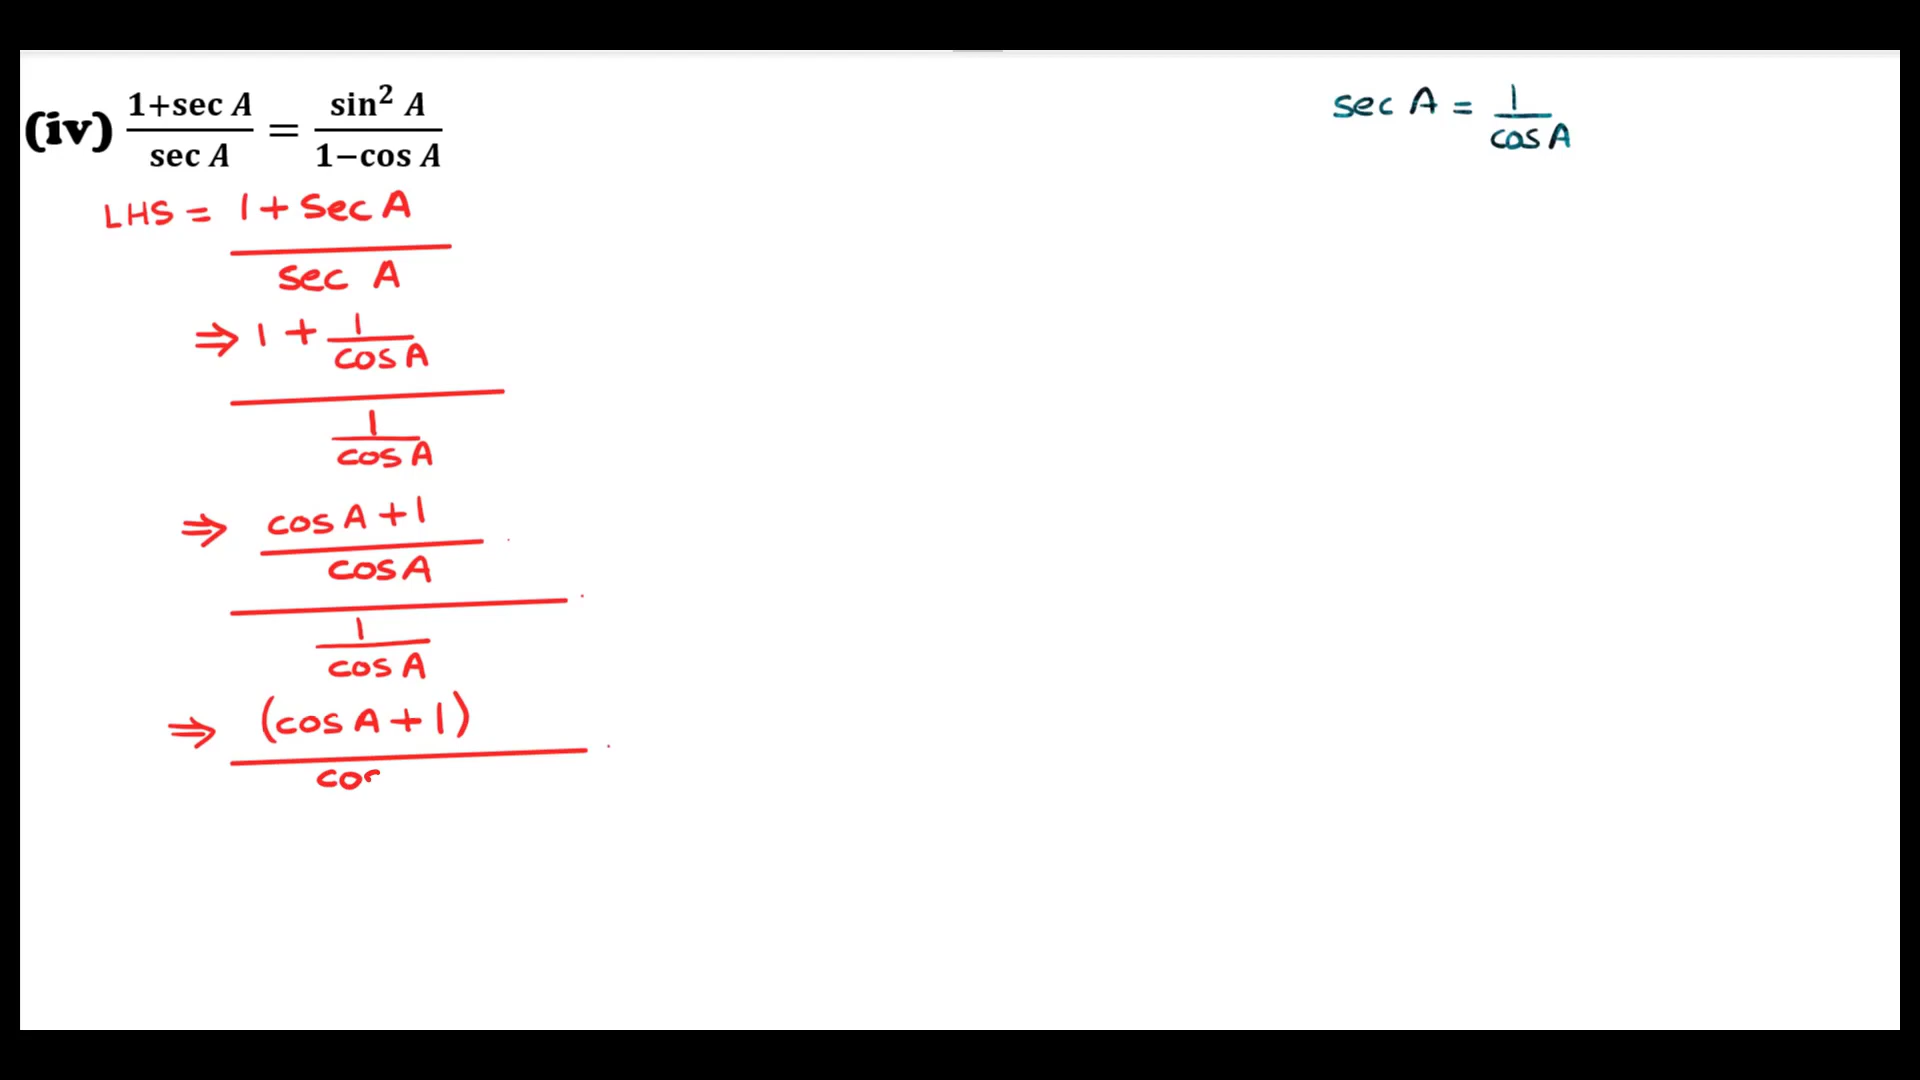 (iv) 1+sec A / sec A = sin² A / 1−cos A
sec A = 1 / cos A
LHS = 1 + sec A
sec A
⇒ 1 + 1 / cos A
1
cos A
⇒ cos A + 1
cos A
1
cos A
⇒ (cos A + 1)
co